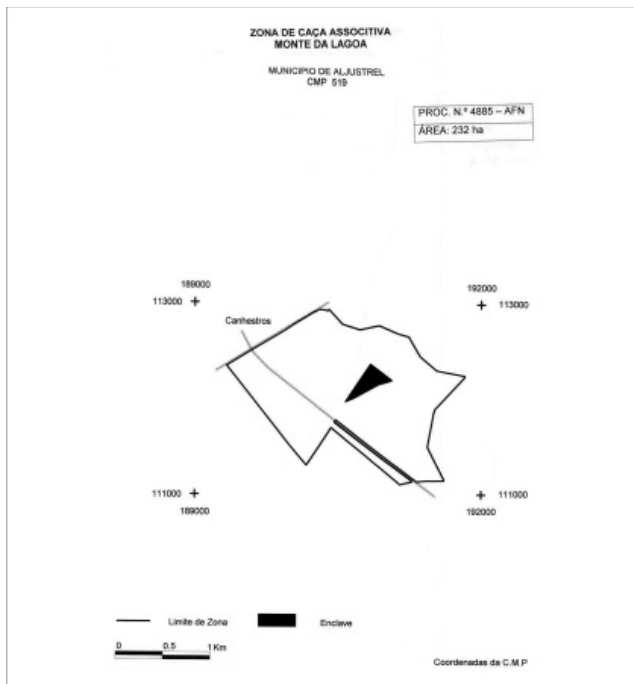 ZONA DE CAÇA ASSOCITIVA
MONTE DA LAGOA
MUNICIPIO DE ALJUSTREL
CMP 519
PROC. N.º 4885 – AFN
ÁREA: 232 ha
189000
113000
192000
113000
Canhestros
111000
189000
111000
192000
Limite de Zona
Enclave
0 0.5 1 Km
Coordenadas da C.M.P